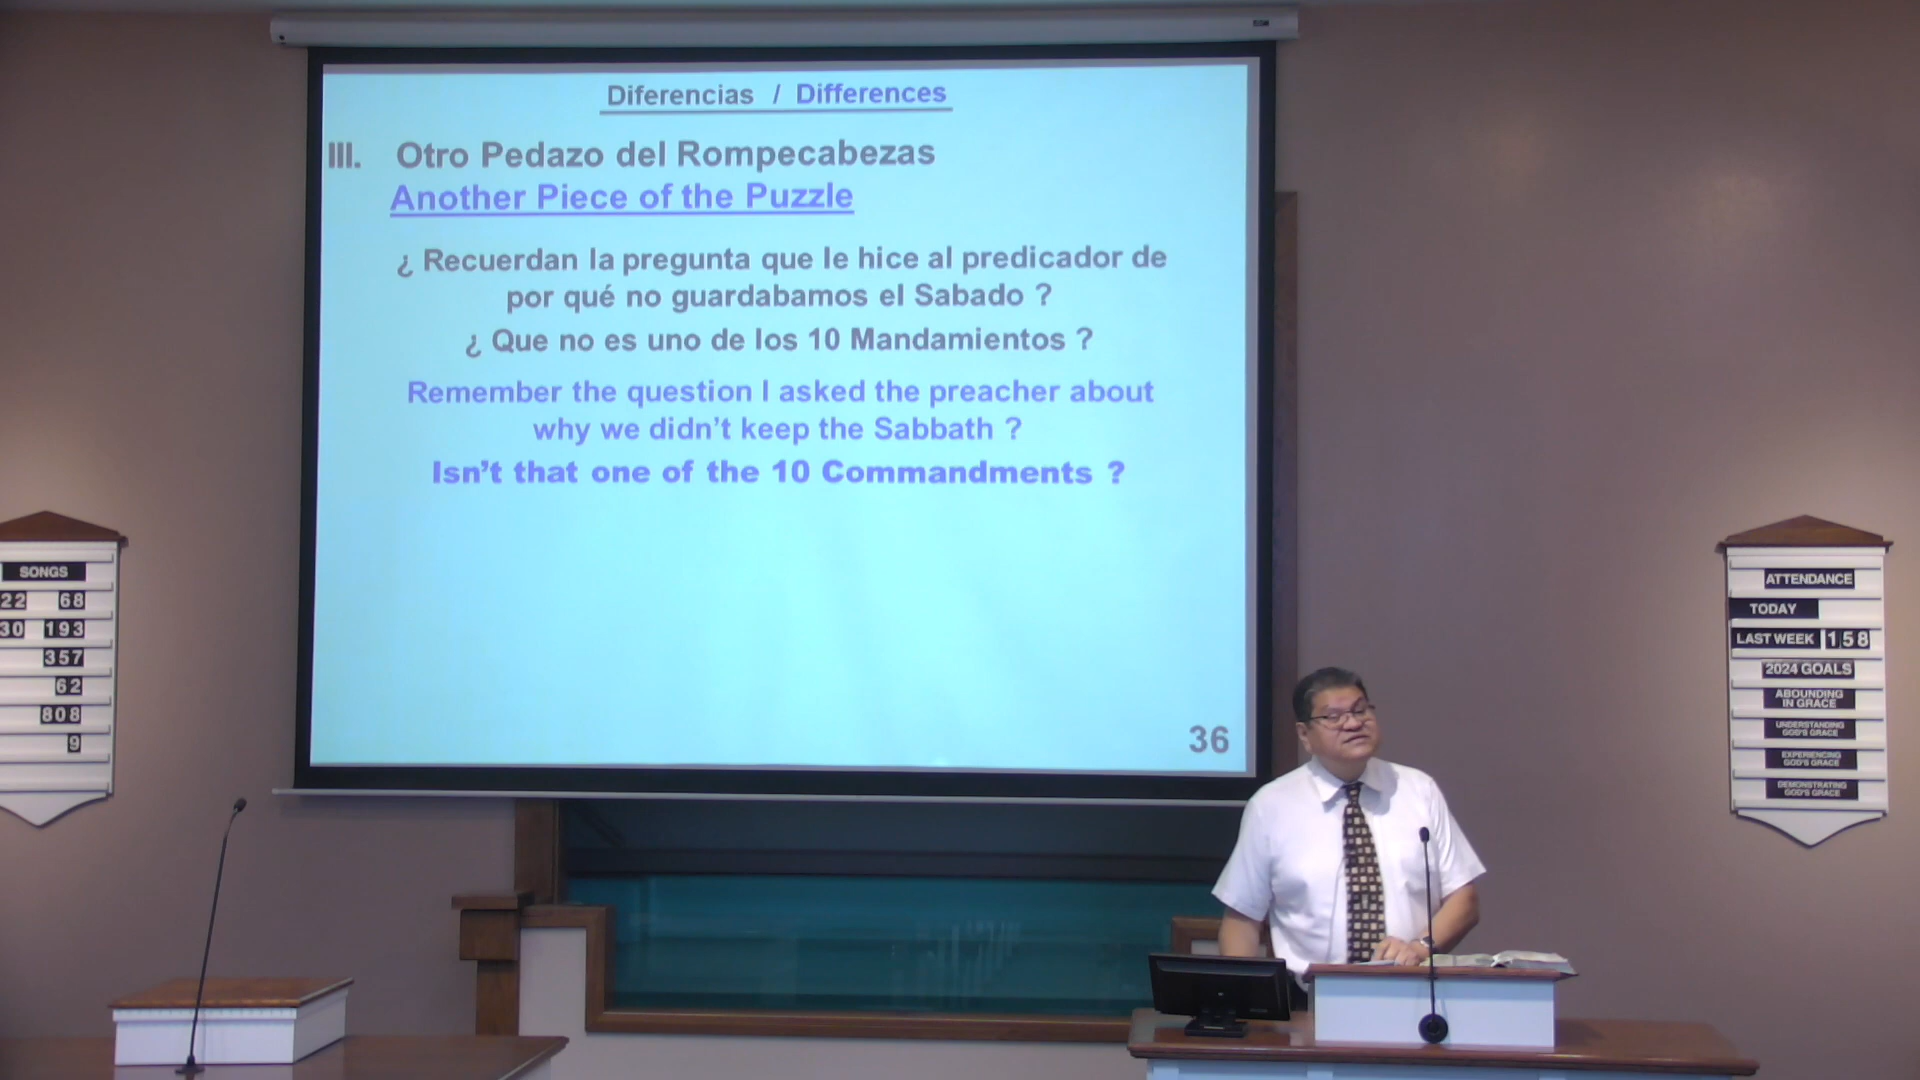 Diferencias / Differences
III. Otro Pedazo del Rompecabezas
Another Piece of the Puzzle
¿ Recuerdan la pregunta que le hice al predicador de
por qué no guardabamos el Sabado ?
¿ Que no es uno de los 10 Mandamientos ?
Remember the question I asked the preacher about
why we didn't keep the Sabbath ?
Isn't that one of the 10 Commandments ?
36
SONGS
22 68
30 193
357
62
808
9
ATTENDANCE
TODAY
LAST WEEK 158
2024 GOALS
ABOUNDING
IN GRACE
UNDERSTANDING
GOD'S GRACE
EXPERIENCING
GOD'S GRACE
DEMONSTRATING
GOD'S GRACE